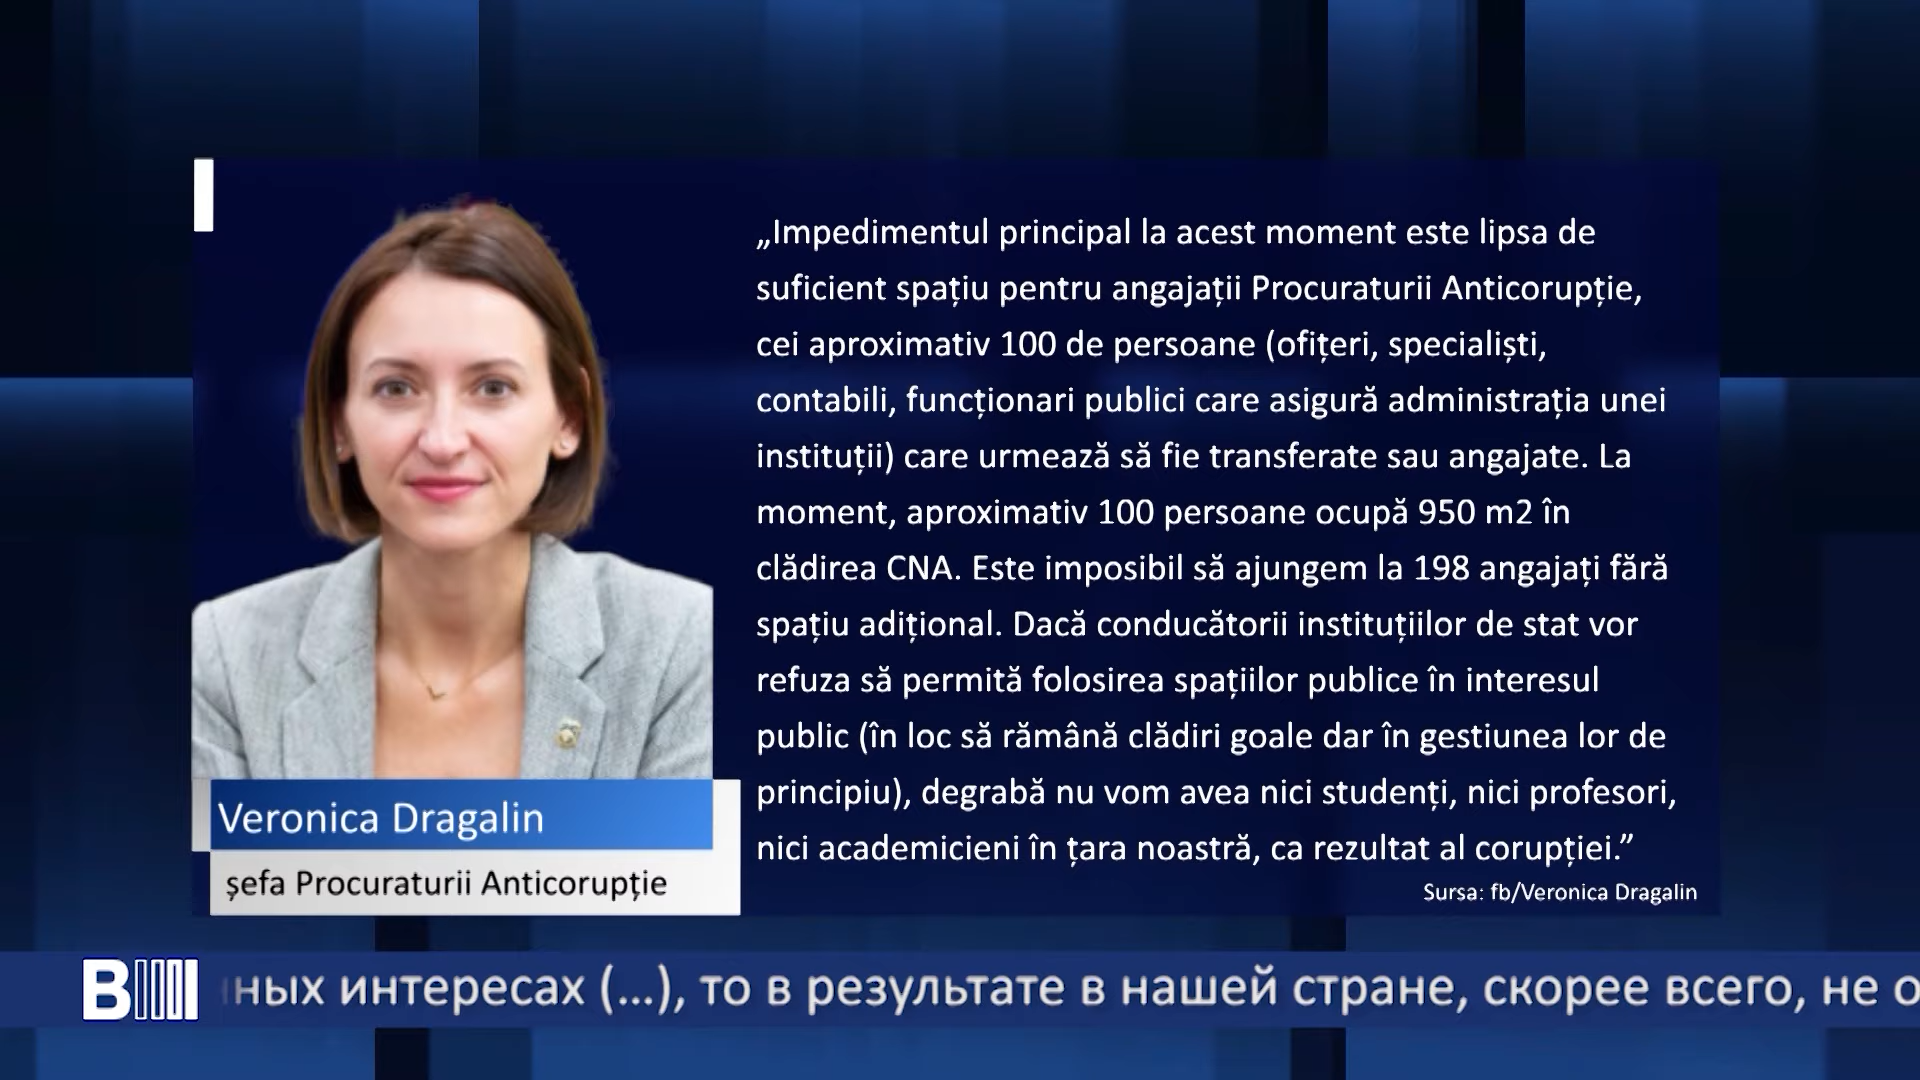 „Impedimentul principal la acest moment este lipsa de
suficient spațiu pentru angajații Procuraturii Anticorupție,
cei aproximativ 100 de persoane (ofițeri, specialiști,
contabili, funcționari publici care asigură administrația unei
instituții) care urmează să fie transferate sau angajate. La
moment, aproximativ 100 persoane ocupă 950 m2 în
clădirea CNA. Este imposibil să ajungem la 198 angajați fără
spațiu adițional. Dacă conducătorii instituțiilor de stat vor
refuza să permită folosirea spațiilor publice în interesul
public (în loc să rămână clădiri goale dar în gestiunea lor de
principiu), degrabă nu vom avea nici studenți, nici profesori,
nici academicieni în țara noastră, ca rezultat al corupției.”
Sursa: fb/Veronica Dragalin
Veronica Dragalin
șefa Procuraturii Anticorupție
B
ных интересах (...), то в результате в нашей стране, скорее всего, не о